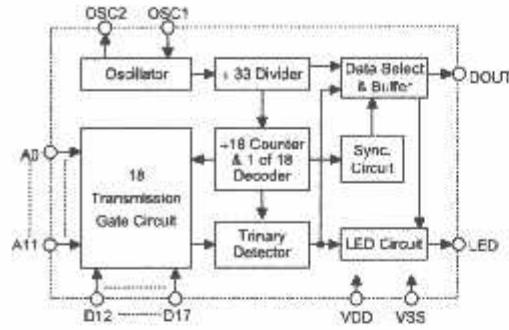 OSC2 OSC1
Oscillator
÷ 33 Divider
Data Select
& Buffer
DOUT
÷18 Counter
& 1 of 18
Decoder
Sync.
Circuit
A0
18
Transmission
Gate Circuit
A11
Trinary
Detector
LED Circuit
LED
D12 D17
VDD VSS